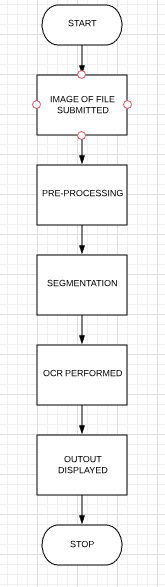 START
IMAGE OF FILE
SUBMITTED
PRE-PROCESSING
SEGMENTATION
OCR PERFORMED
OUTOUT
DISPLAYED
STOP